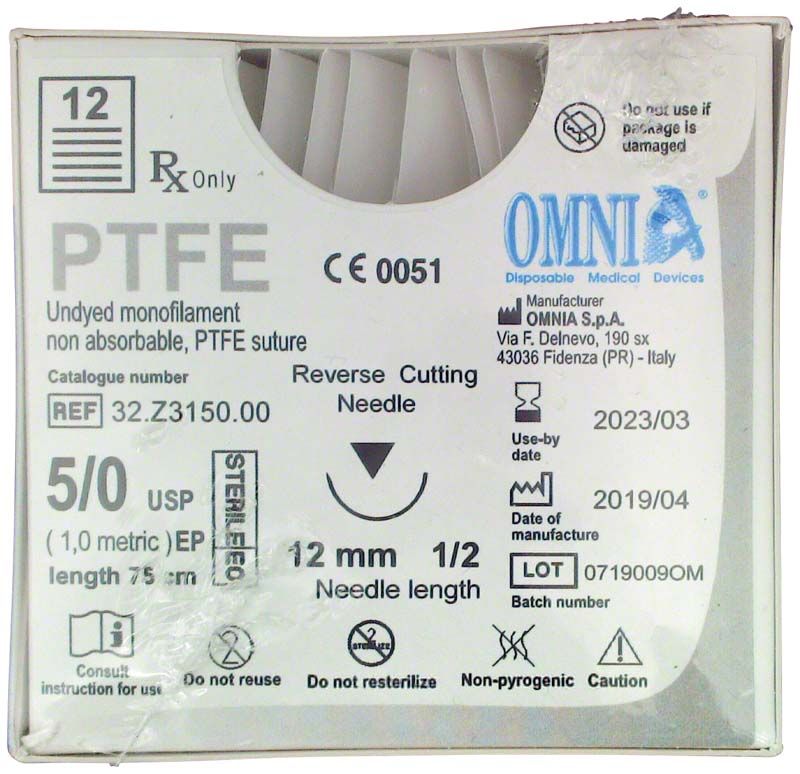 12
Rx Only
Do not use if
package is
damaged
PTFE
CE 0051
OMNIA®
Disposable Medical Devices
Undyed monofilament
non absorbable, PTFE suture
Manufacturer
OMNIA S.p.A.
Via F. Delnevo, 190 sx
43036 Fidenza (PR) - Italy
Catalogue number
REF 32.Z3150.00
Reverse Cutting
Needle
Use-by
date
2023/03
5/0 USP
(1,0 metric) EP
length 75 cm
STERILE EO
12 mm 1/2
Needle length
Date of
manufacture
2019/04
LOT 0719009OM
Batch number
Consult
instruction for use
2
Do not reuse
2
STERILIZE
Do not resterilize
Non-pyrogenic
Caution